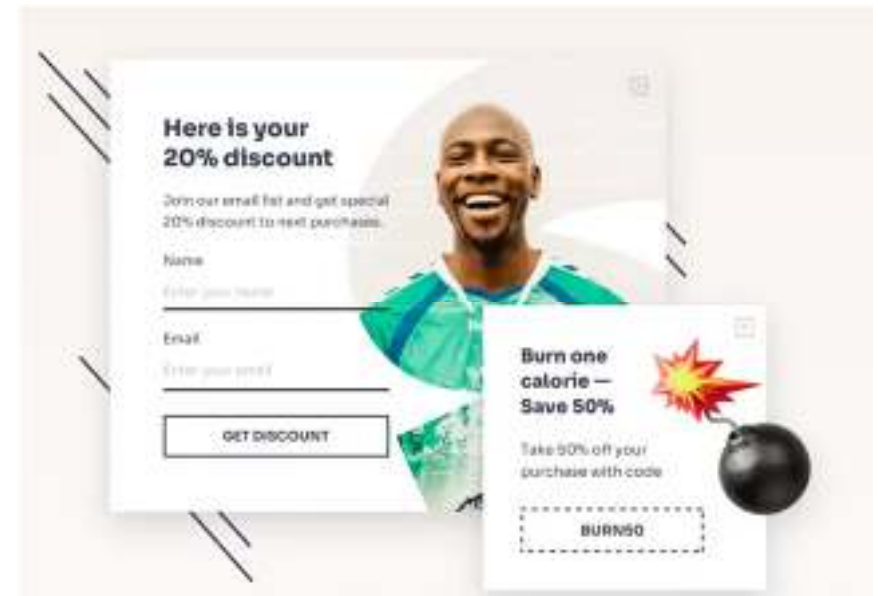 Here is your
20% discount
Join our email list and get special
20% discount to next purchases.
Name
Enter your name
Email
Enter your email
GET DISCOUNT
Burn one
calorie —
Save 50%
Take 50% off your
purchase with code
BURN50